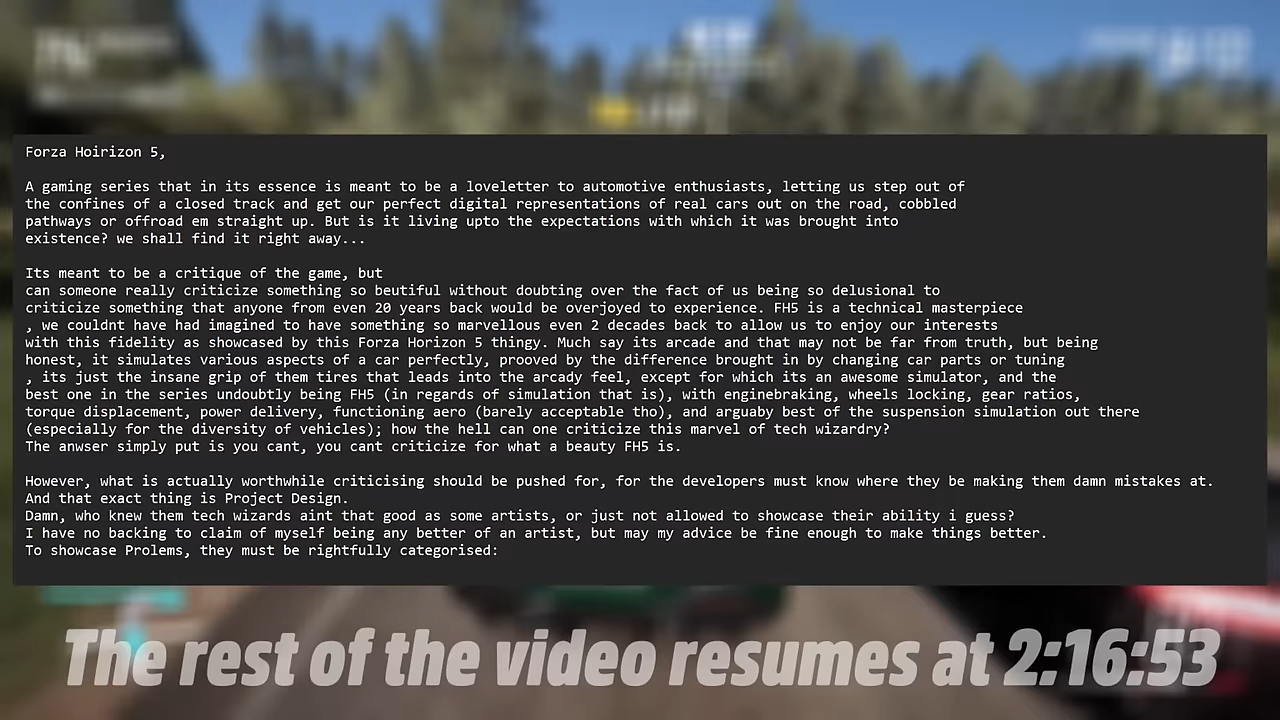 Forza Hoirizon 5,
A gaming series that in its essence is meant to be a loveletter to automotive enthusiasts, letting us step out of
the confines of a closed track and get our perfect digital representations of real cars out on the road, cobbled
pathways or offroad em straight up. But is it living upto the expectations with which it was brought into
existence? we shall find it right away...
Its meant to be a critique of the game, but
can someone really criticize something so beutiful without doubting over the fact of us being so delusional to
criticize something that anyone from even 20 years back would be overjoyed to experience. FH5 is a technical masterpiece
, we couldnt have had imagined to have something so marvellous even 2 decades back to allow us to enjoy our interests
with this fidelity as showcased by this Forza Horizon 5 thingy. Much say its arcade and that may not be far from truth, but being
honest, it simulates various aspects of a car perfectly, prooved by the difference brought in by changing car parts or tuning
, its just the insane grip of them tires that leads into the arcady feel, except for which its an awesome simulator, and the
best one in the series undoubtly being FH5 (in regards of simulation that is), with enginebraking, wheels locking, gear ratios,
torque displacement, power delivery, functioning aero (barely acceptable tho), and arguaby best of the suspension simulation out there
(especially for the diversity of vehicles); how the hell can one criticize this marvel of tech wizardry?
The anwser simply put is you cant, you cant criticize for what a beauty FH5 is.
However, what is actually worthwhile criticising should be pushed for, for the developers must know where they be making them damn mistakes at.
And that exact thing is Project Design.
Damn, who knew them tech wizards aint that good as some artists, or just not allowed to showcase their ability i guess?
I have no backing to claim of myself being any better of an artist, but may my advice be fine enough to make things better.
To showcase Prolems, they must be rightfully categorised:
The rest of the video resumes at 2:16:53